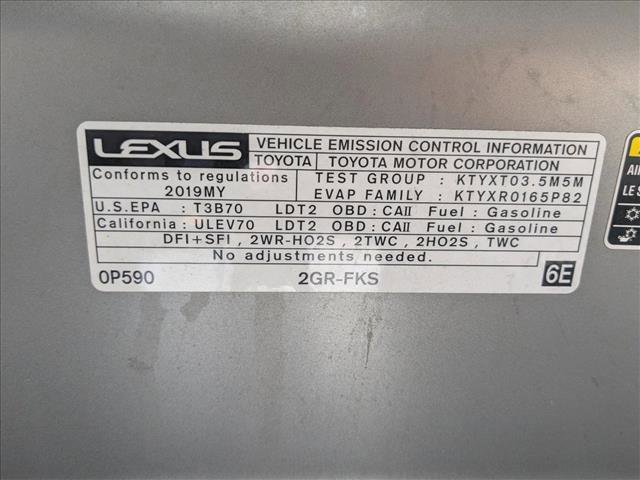 LEXUS VEHICLE EMISSION CONTROL INFORMATION
TOYOTA TOYOTA MOTOR CORPORATION
Conforms to regulations TEST GROUP : KTYXT03.5M5M
2019MY EVAP FAMILY : KTYXR0165P82
U.S.EPA : T3B70 LDT2 OBD : CAII Fuel : Gasoline
California : ULEV70 LDT2 OBD : CAII Fuel : Gasoline
DFI+SFI , 2WR-HO2S , 2TWC , 2HO2S , TWC
No adjustments needed.
0P590 2GR-FKS 6E
AI
LE S